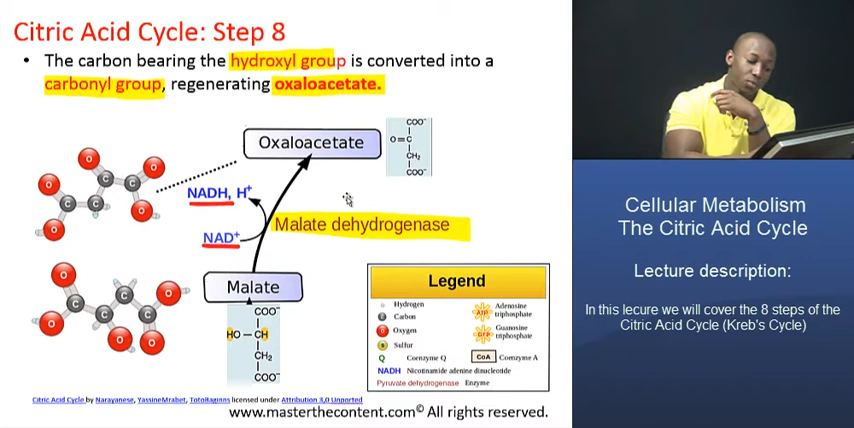 Citric Acid Cycle: Step 8
• The carbon bearing the hydroxyl group is converted into a
carbonyl group, regenerating oxaloacetate.
Oxaloacetate
COO⁻
O=C
CH₂
COO⁻
NADH, H⁺
Malate dehydrogenase
NAD⁺
Malate
COO⁻
HO – CH
CH₂
COO⁻
O
O
C
C
O
C
C
O
O
O
C
C
O
C
C
O
O
O
Legend
Hydrogen
C Carbon
O Oxygen
S Sulfur
Q Coenzyme Q
NADH Nicotinamide adenine dinucleotide
Pyruvate dehydrogenase Enzyme
ATP Adenosine
triphosphate
GTP Guanosine
triphosphate
CoA Coenzyme A
Citric Acid Cycle by Narayanese, YassineMrabet, TotoBaggins licensed under Attribution 3.0 Unported
www.masterthecontent.com© All rights reserved.
Cellular Metabolism
The Citric Acid Cycle
Lecture description:
In this lecure we will cover the 8 steps of the
Citric Acid Cycle (Kreb's Cycle)